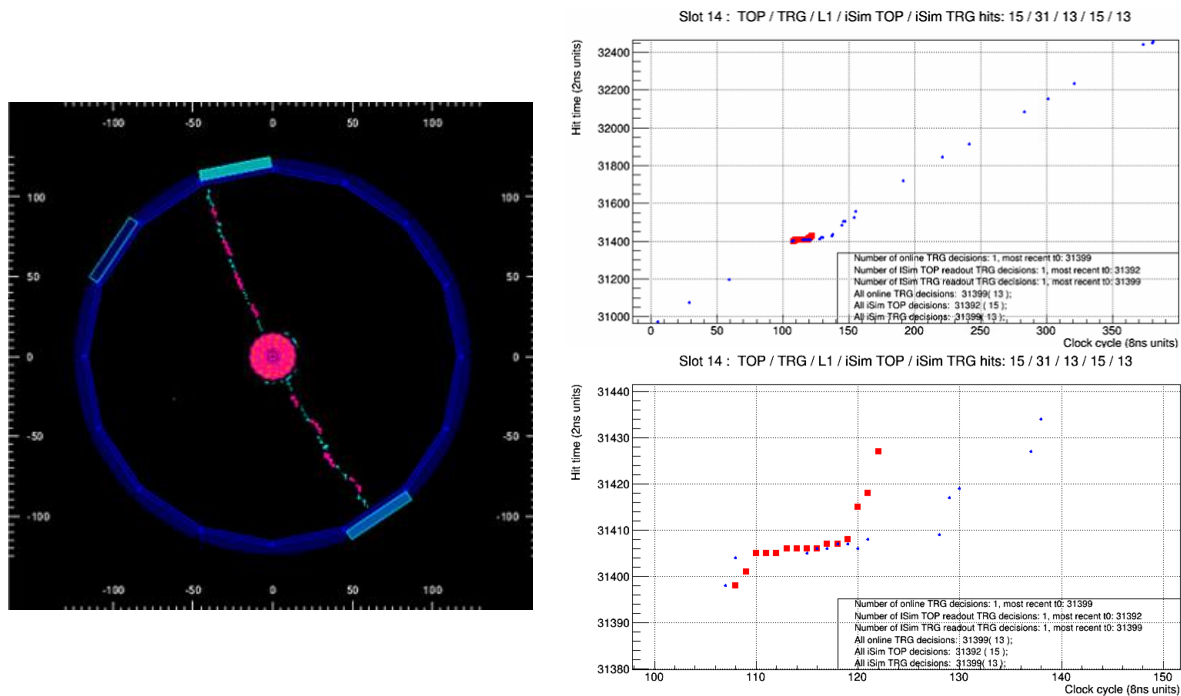 -100 -50 0 50 100
100
50
0
-50
-100
-100 -50 0 50 100
Slot 14 : TOP / TRG / L1 / iSim TOP / iSim TRG hits: 15 / 31 / 13 / 15 / 13
Hit time (2ns units)
32400
32200
32000
31800
31600
31400
31200
31000
Number of online TRG decisions: 1, most recent t0: 31399
Number of ISim TOP readout TRG decisions: 1, most recent t0: 31392
Number of ISim TRG readout TRG decisions: 1, most recent t0: 31399
All online TRG decisions: 31399( 13 );
All iSim TOP decisions: 31392 ( 15 );
All iSim TRG decisions: 31399( 13 );
0 50 100 150 200 250 300 350
Clock cycle (8ns units)
Slot 14 : TOP / TRG / L1 / iSim TOP / iSim TRG hits: 15 / 31 / 13 / 15 / 13
Hit time (2ns units)
31440
31430
31420
31410
31400
31390
31380
Number of online TRG decisions: 1, most recent t0: 31399
Number of ISim TOP readout TRG decisions: 1, most recent t0: 31392
Number of ISim TRG readout TRG decisions: 1, most recent t0: 31399
All online TRG decisions: 31399( 13 );
All iSim TOP decisions: 31392 ( 15 );
All iSim TRG decisions: 31399( 13 );
100 110 120 130 140 150
Clock cycle (8ns units)